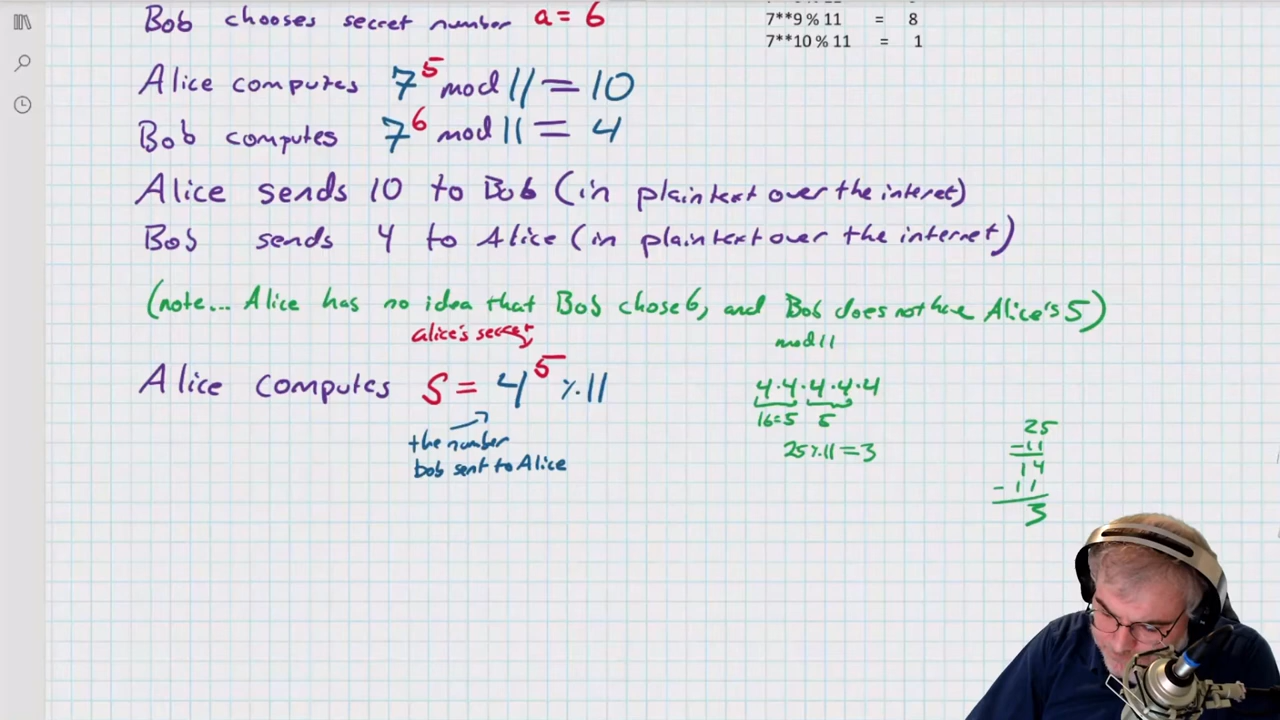 Bob chooses secret number a = 6
7**9 % 11 = 8
7**10 % 11 = 1
Alice computes 7^5 mod 11 = 10
Bob computes 7^6 mod 11 = 4
Alice sends 10 to Bob (in plaintext over the interet)
Bob sends 4 to Alice (in plaintext over the internet)
(note... Alice has no idea that Bob chose 6, and Bob does not have Alice's 5)
alice's secret
mod 11
Alice computes S = 4^5 % 11
the number
bob sent to Alice
4·4·4·4·4
16=5 5
25%11=3
25
-11
14
-11
3